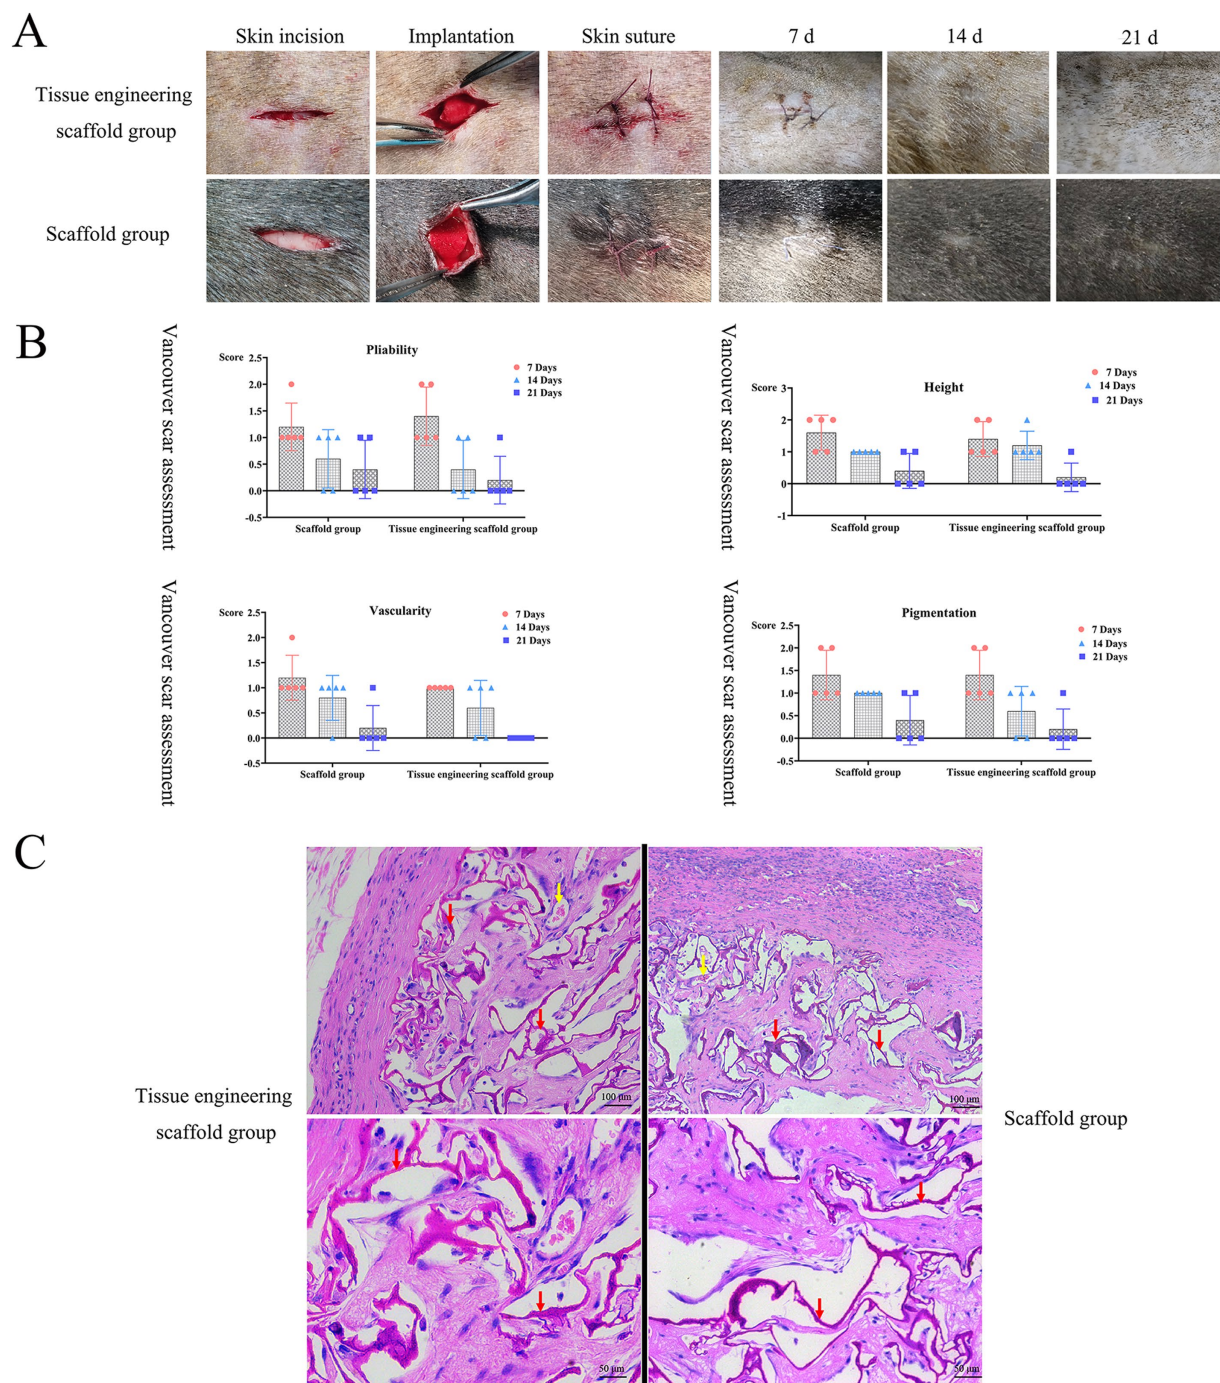 A
Skin incision
Implantation
Skin suture
7 d
14 d
21 d
Tissue engineering
scaffold group
Scaffold group
B
Vancouver scar assessment
Pliability
Score
2.5
2.0
1.5
1.0
0.5
0.0
-0.5
7 Days
14 Days
21 Days
Scaffold group
Tissue engineering scaffold group
Vancouver scar assessment
Height
Score
3
2
1
0
-1
7 Days
14 Days
21 Days
Scaffold group
Tissue engineering scaffold group
Vancouver scar assessment
Vascularity
Score
2.5
2.0
1.5
1.0
0.5
0.0
-0.5
7 Days
14 Days
21 Days
Scaffold group
Tissue engineering scaffold group
Vancouver scar assessment
Pigmentation
Score
2.5
2.0
1.5
1.0
0.5
0.0
-0.5
7 Days
14 Days
21 Days
Scaffold group
Tissue engineering scaffold group
C
Tissue engineering
scaffold group
100 μm
100 μm
50 μm
50 μm
Scaffold group